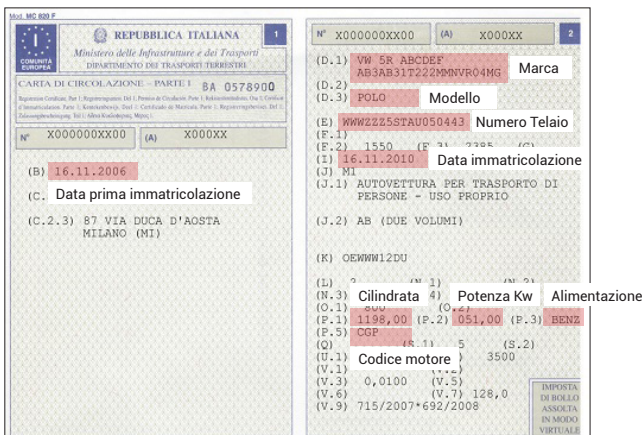 Mod. MC 820 F
I
COMUNITÀ
EUROPEA
REPUBBLICA ITALIANA
1
Ministero delle Infrastrutture e dei Trasporti
DIPARTIMENTO DEI TRASPORTI TERRESTRI
CARTA DI CIRCOLAZIONE - PARTE I BA 0578900
N° X000000XX00 (A) X000XX
(B) 16.11.2006
(C. Data prima immatricolazione
(C.2.3) 87 VIA DUCA D'AOSTA
MILANO (MI)
N° X000000XX00 (A) X000XX 2
(D.1) VW 5R ABCDEF
AB3AB31T222MMNVR04MG Marca
(D.2)
(D.3) POLO Modello
(E) WWWZZZ5STAU050443 Numero Telaio
(F.1)
(F.2) 1550 (F.3) 2385 (G)
(I) 16.11.2010 Data immatricolazione
(J) M1
(J.1) AUTOVETTURA PER TRASPORTO DI
PERSONE - USO PROPRIO
(J.2) AB (DUE VOLUMI)
(K) OEWWW12DU
(L) 2 (N.1) (N.2)
(N.3) Cilindrata 4) Potenza Kw Alimentazione
(O.1) 800 (O.2)
(P.1) 1198,00 (P.2) 051,00 (P.3) BENZ
(P.5) CGP
(Q) (S.1) 5 (S.2)
(U.1) Codice motore 3500
(V.1) (V.2)
(V.3) 0,0100 (V.5)
(V.6) (V.7) 128,0
(V.9) 715/2007*692/2008
IMPOSTA
DI BOLLO
ASSOLTA
IN MODO
VIRTUALE